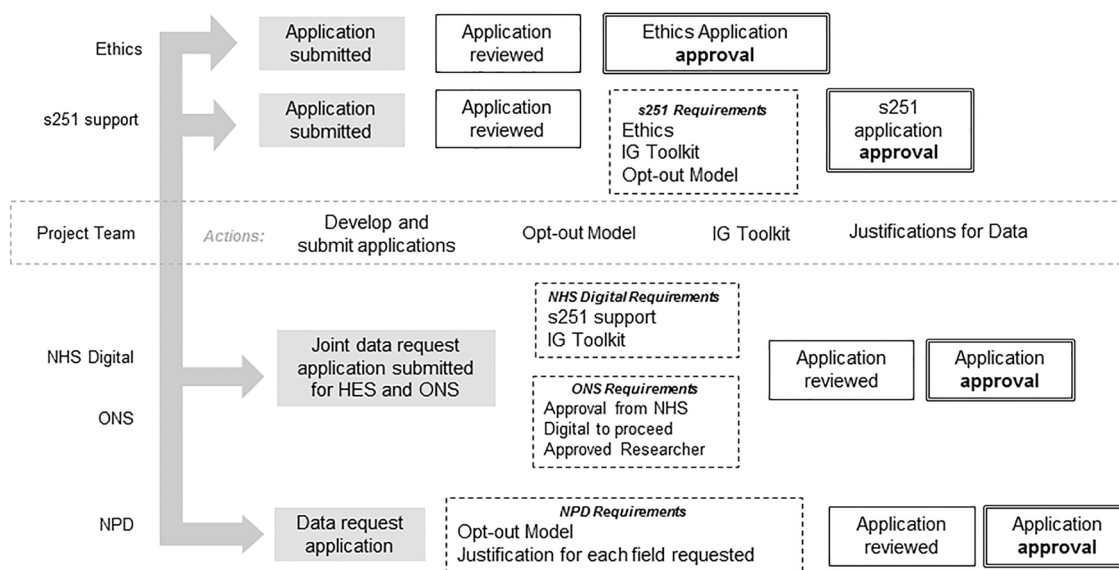 Ethics
Application
submitted
Application
reviewed
Ethics Application
approval
s251 support
Application
submitted
Application
reviewed
s251 Requirements
Ethics
IG Toolkit
Opt-out Model
s251
application
approval
Project Team
Actions:
Develop and
submit applications
Opt-out Model
IG Toolkit
Justifications for Data
NHS Digital
ONS
Joint data request
application submitted
for HES and ONS
NHS Digital Requirements
s251 support
IG Toolkit
ONS Requirements
Approval from NHS
Digital to proceed
Approved Researcher
Application
reviewed
Application
approval
NPD
Data request
application
NPD Requirements
Opt-out Model
Justification for each field requested
Application
reviewed
Application
approval